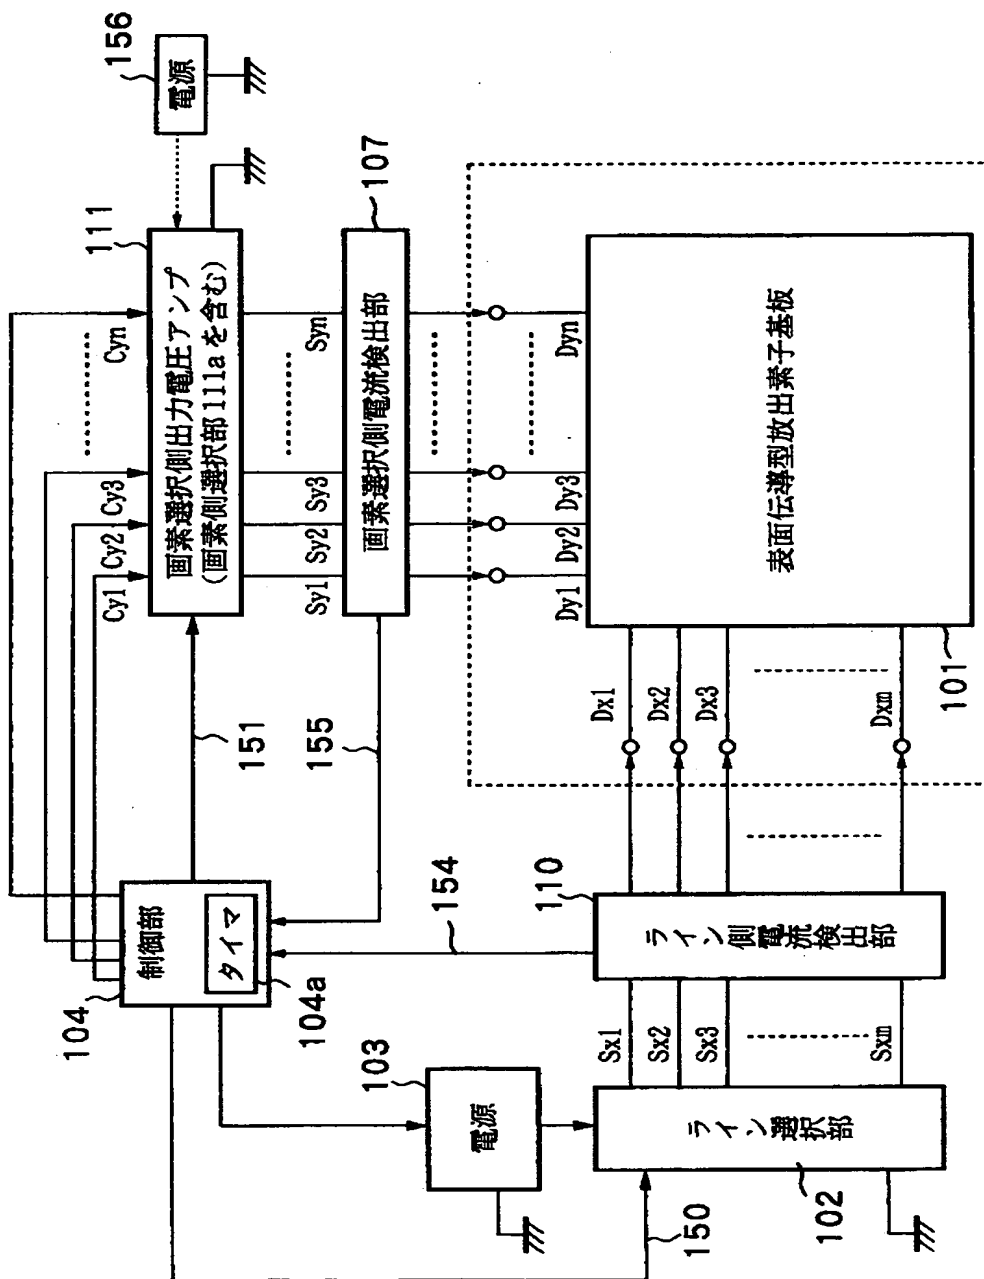 156
電源
111
画素選択側出力電圧アンプ
(画素側選択部111aを含む)
Cy1
Cy2
Cy3
Cyn
107
画素選択側電流検出部
Sy1
Sy2
Sy3
Syn
Dy1
Dy2
Dy3
Dyn
表面伝導型放出素子基板
101
Dx1
Dx2
Dx3
Dxm
151
155
154
制御部
タイマ
104
104a
110
ライン側電流検出部
Sx1
Sx2
Sx3
Sxm
103
電源
ライン選択部
102
150